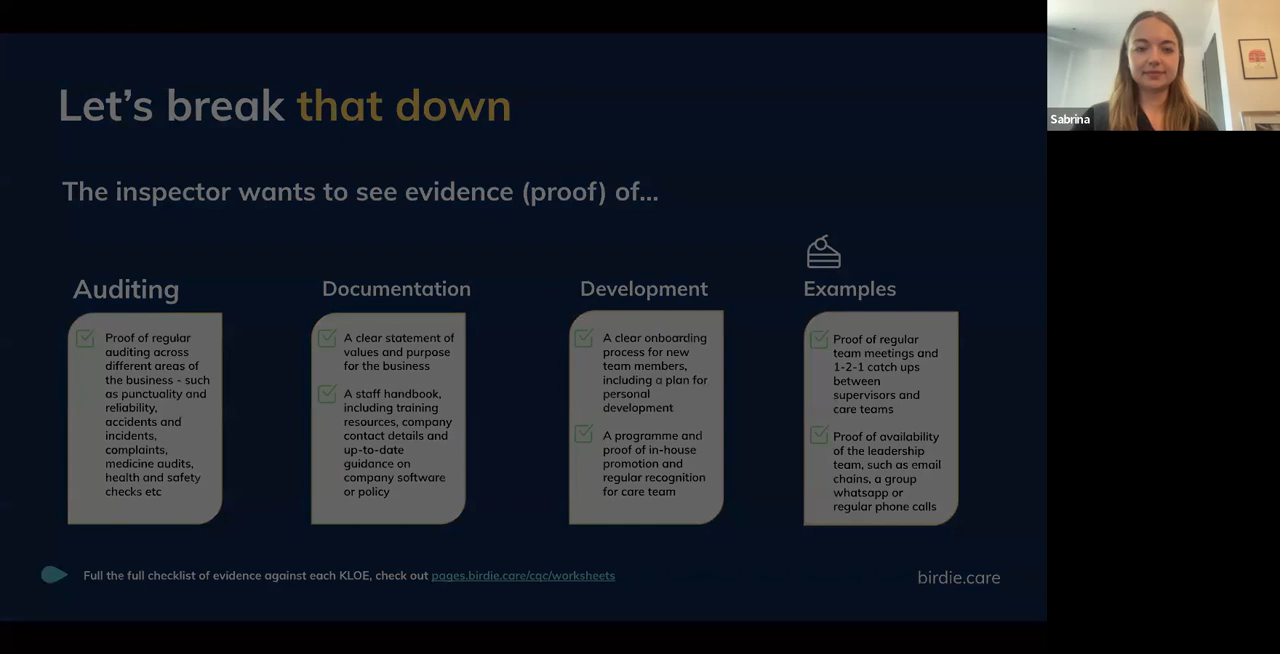 Let's break that down
Sabrina
The inspector wants to see evidence (proof) of...
Auditing
Proof of regular
auditing across
different areas of
the business - such
as punctuality and
reliability,
accidents and
incidents,
complaints,
medicine audits,
health and safety
checks etc
Documentation
A clear statement of
values and purpose
for the business
A staff handbook,
including training
resources, company
contact details and
up-to-date
guidance on
company software
or policy
Development
A clear onboarding
process for new
team members,
including a plan for
personal
development
A programme and
proof of in-house
promotion and
regular recognition
for care team
Examples
Proof of regular
team meetings and
1-2-1 catch ups
between
supervisors and
care teams
Proof of availability
of the leadership
team, such as email
chains, a group
whatsapp or
regular phone calls
Full the full checklist of evidence against each KLOE, check out pages.birdie.care/cqc/worksheets
birdie.care